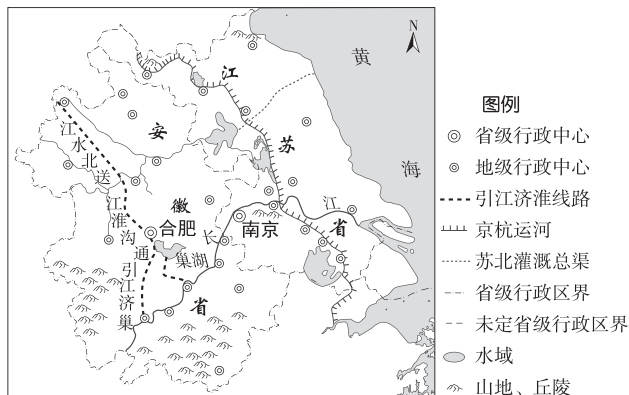 N
黄
海
江
苏
省
安
徽
省
江水北送
江淮沟通
引江济巢
合肥
巢湖
南京
长
江
图例
省级行政中心
地级行政中心
引江济淮线路
京杭运河
苏北灌溉总渠
省级行政区界
未定省级行政区界
水域
山地、丘陵